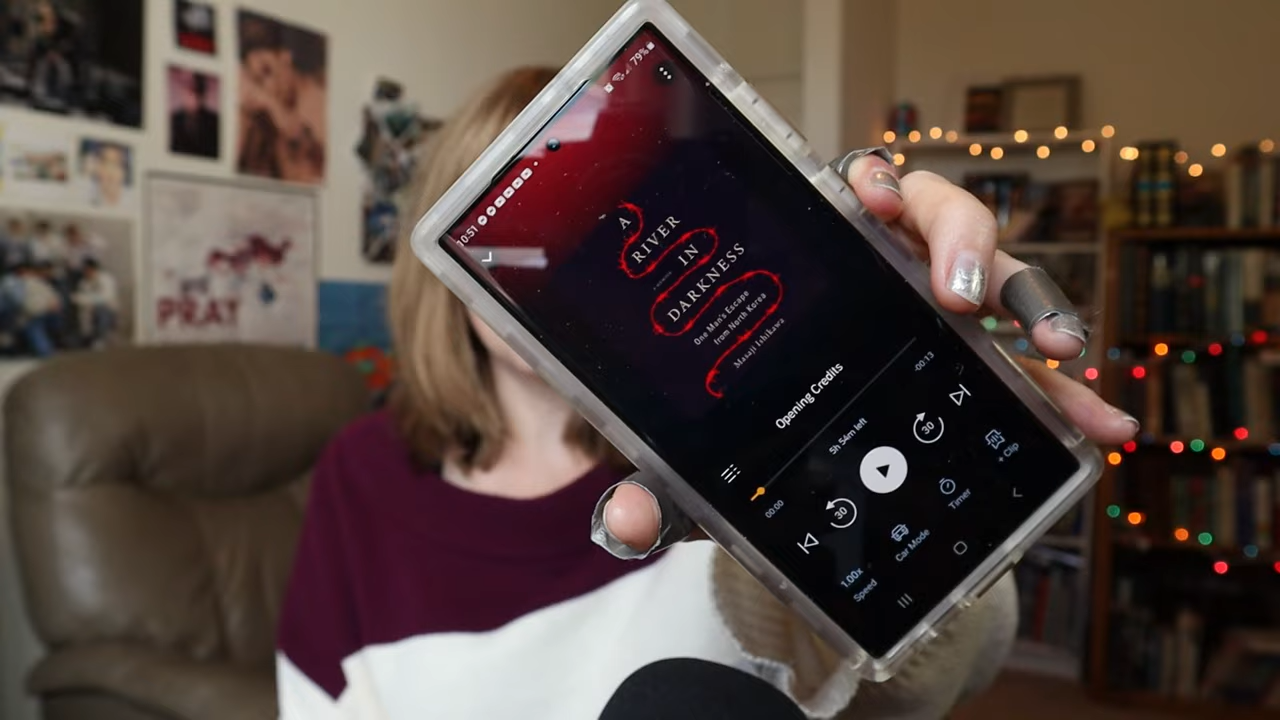 10:51
79%
A
RIVER
IN
DARKNESS
One Man's Escape
from North Korea
Masaji Ishikawa
Opening Credits
00:00
5h 54m left
-00:13
30
30
1.00x
Speed
Car Mode
Timer
+ Clip
PRAY